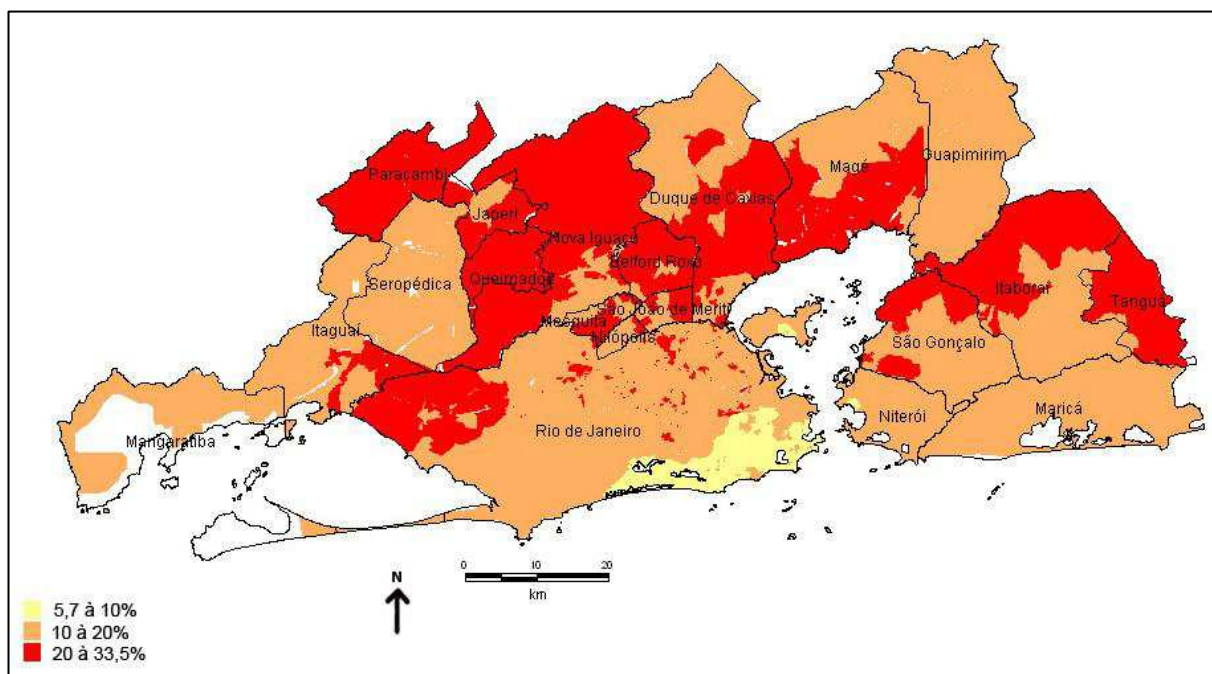 Guapimirim
Magé
Paracambi
Duque de Caxias
Japeri
Nova Iguaçu
Belford Roxo
Queimados
Seropédica
Itaboraí
Tanguá
São João de Meriti
Mesquita
Itaguaí
Nilópolis
São Gonçalo
Maricá
Niterói
Rio de Janeiro
Mangaratiba
N
0 10 20
km
5,7 à 10%
10 à 20%
20 à 33,5%